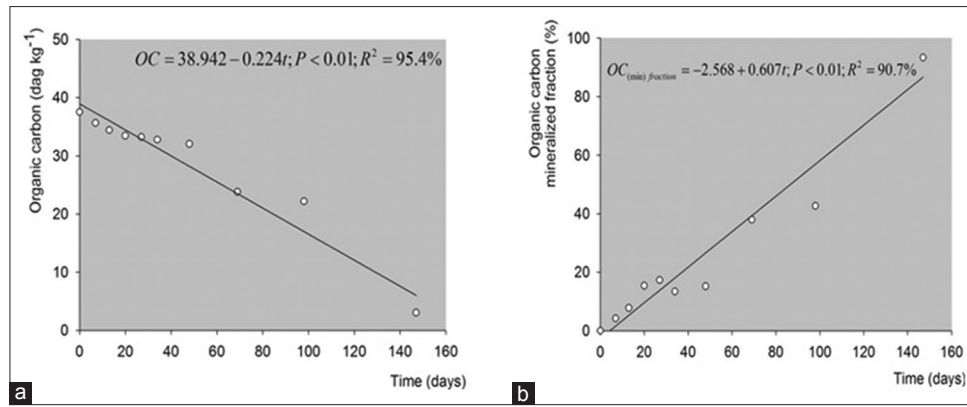 50
40
30
20
10
0
0 20 40 60 80 100 120 140 160
Organic carbon (dag kg⁻¹)
OC = 38.942 − 0.224t; P < 0.01; R² = 95.4%
Time (days)
a
100
80
60
40
20
0
0 20 40 60 80 100 120 140 160
Organic carbon
mineralized fraction (%)
OC(min) fraction = −2.568 + 0.607t; P < 0.01; R² = 90.7%
Time (days)
b